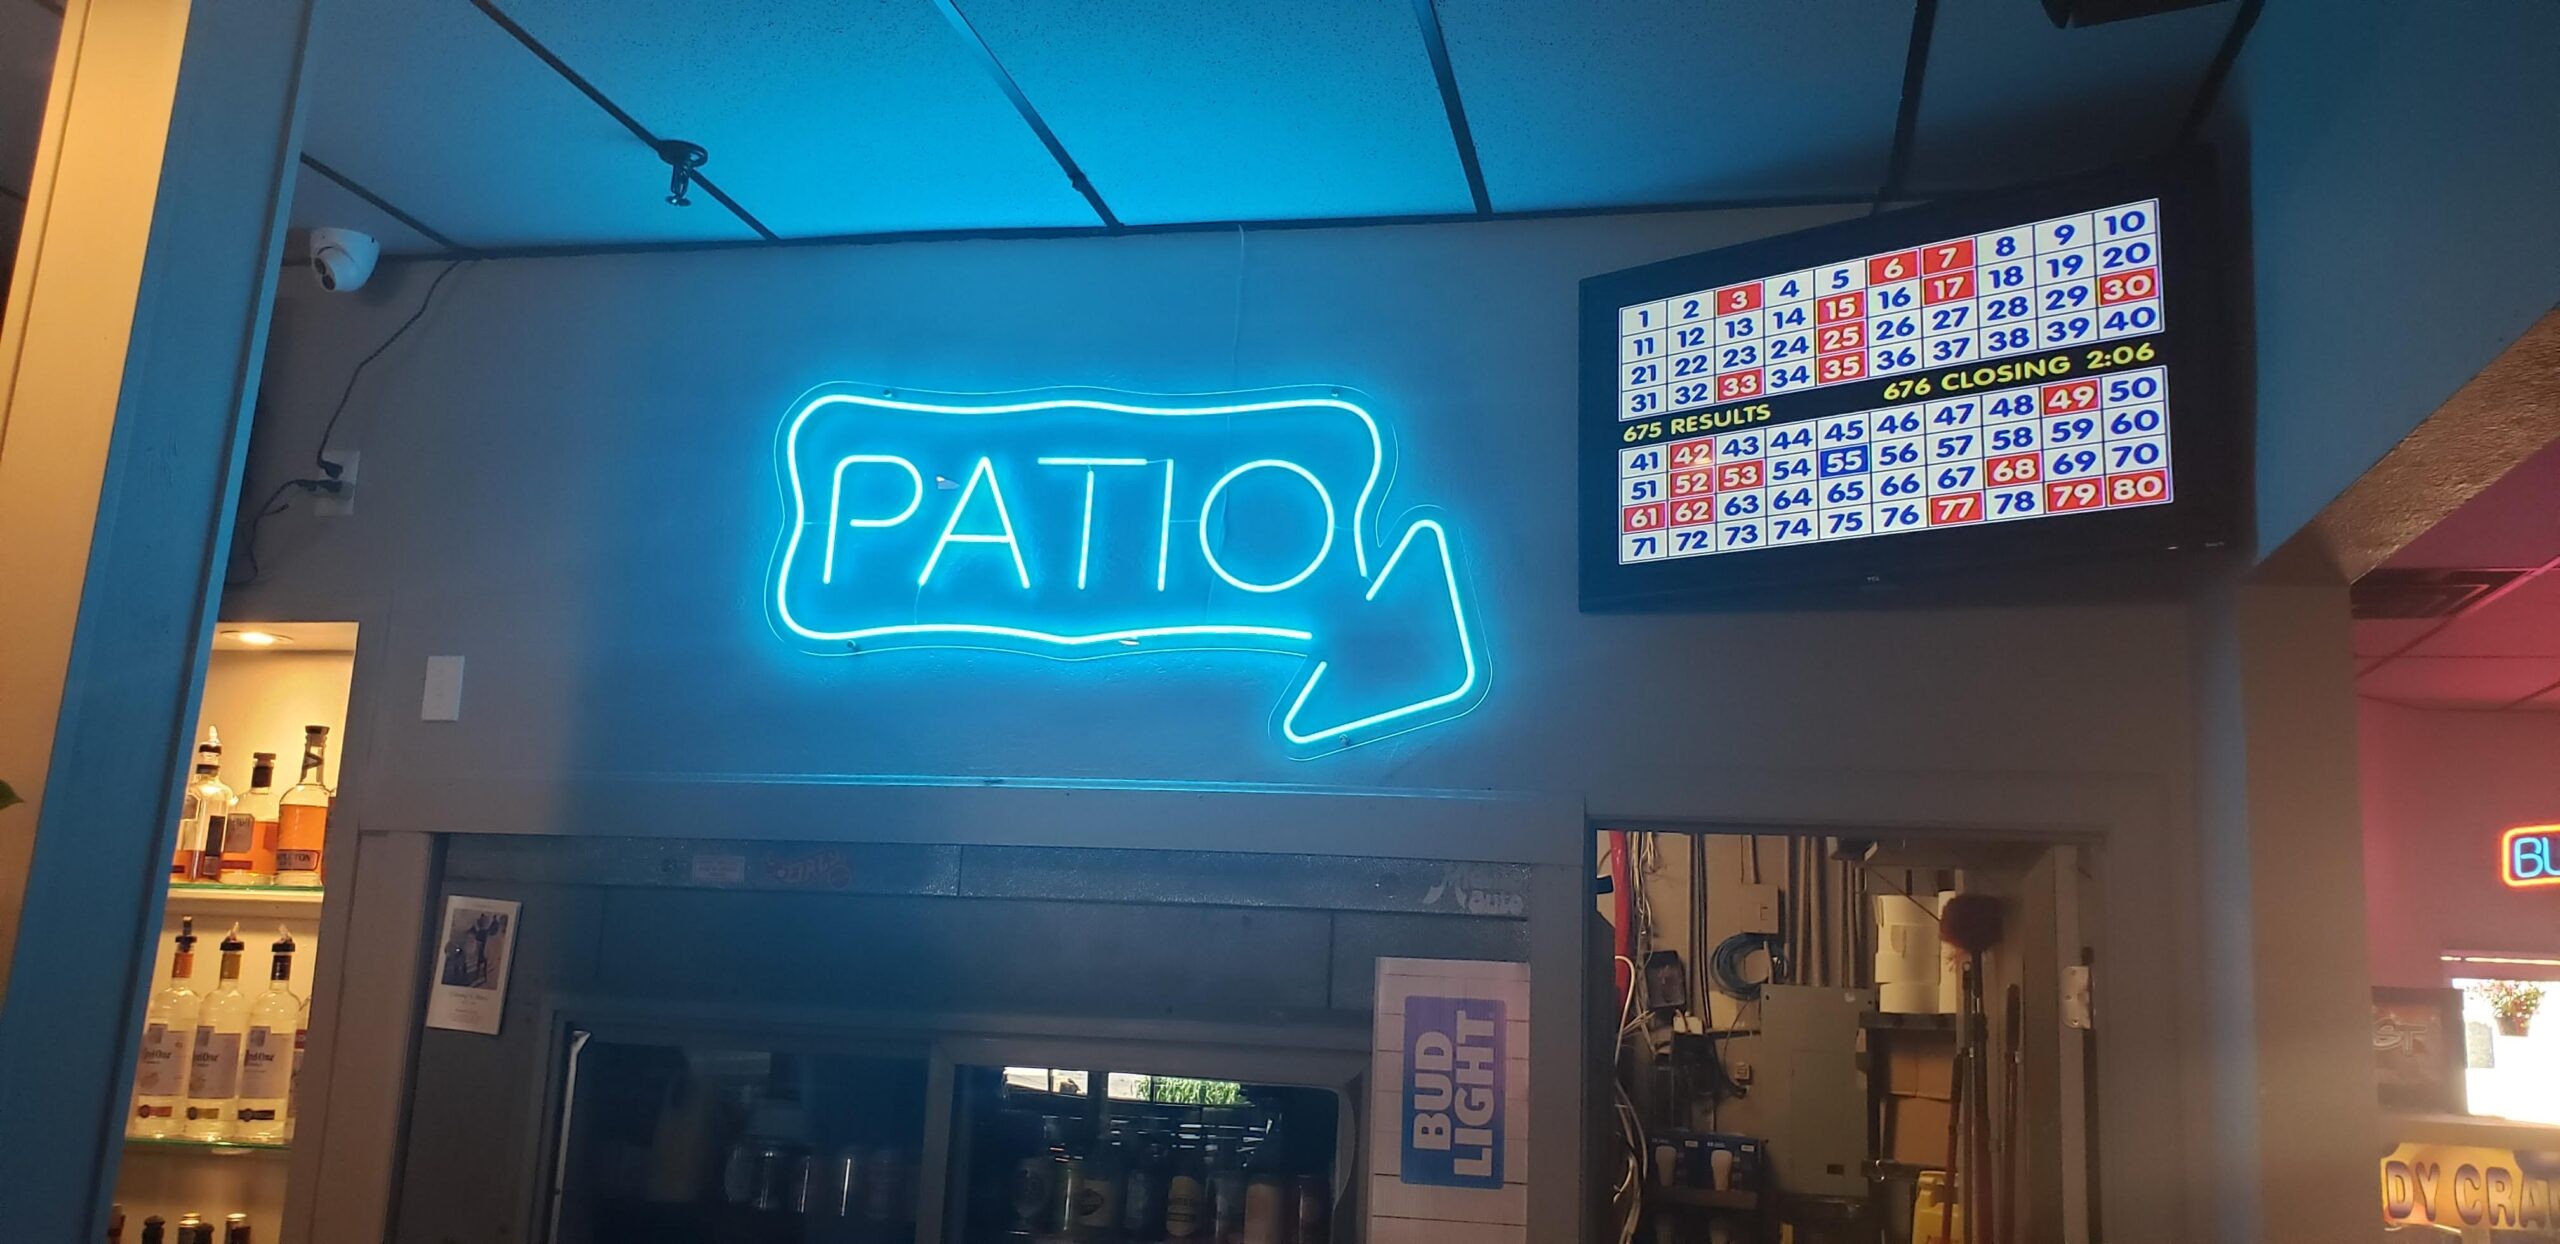 PATIO
1 2 3 4 5 6 7 8 9 10
11 12 13 14 15 16 17 18 19 20
21 22 23 24 25 26 27 28 29 30
31 32 33 34 35 36 37 38 39 40
675 RESULTS 676 CLOSING 2:06
41 42 43 44 45 46 47 48 49 50
51 52 53 54 55 56 57 58 59 60
61 62 63 64 65 66 67 68 69 70
71 72 73 74 75 76 77 78 79 80
BUD
LIGHT
BU
DY CRA